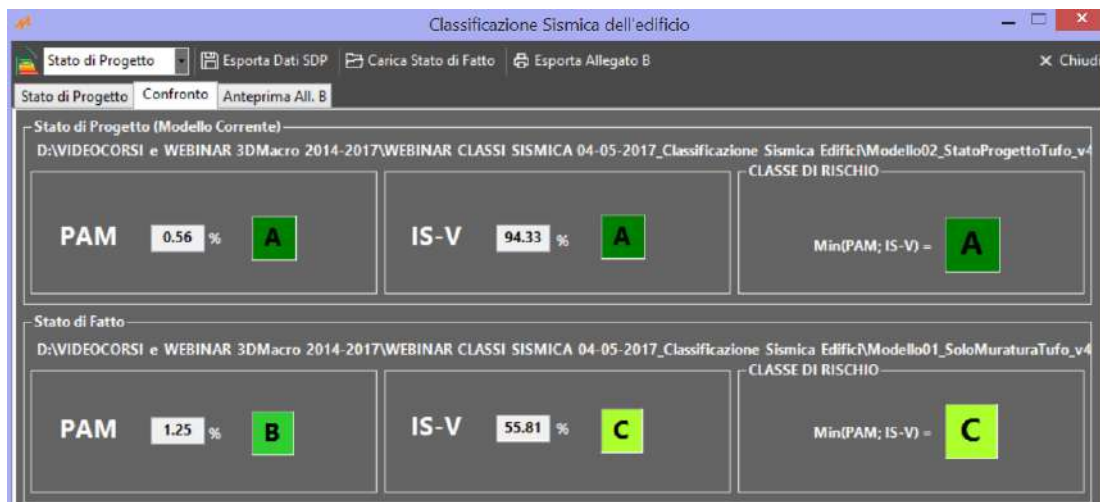 Classificazione Sismica dell'edificio
Stato di Progetto Esporta Dati SDP Carica Stato di Fatto Esporta Allegato B Chiudi
Stato di Progetto Confronto Anteprima All. B
Stato di Progetto (Modello Corrente)
D:\VIDEOCORSI e WEBINAR 3DMacro 2014-2017\WEBINAR CLASSI SISMICA 04-05-2017_Classificazione Sismica Edifici\Modello02_StatoProgettoTufo_v4
CLASSE DI RISCHIO
PAM 0.56 % A IS-V 94.33 % A Min(PAM; IS-V) = A
Stato di Fatto
D:\VIDEOCORSI e WEBINAR 3DMacro 2014-2017\WEBINAR CLASSI SISMICA 04-05-2017_Classificazione Sismica Edifici\Modello01_SoloMuraturaTufo_v4
CLASSE DI RISCHIO
PAM 1.25 % B IS-V 55.81 % C Min(PAM; IS-V) = C